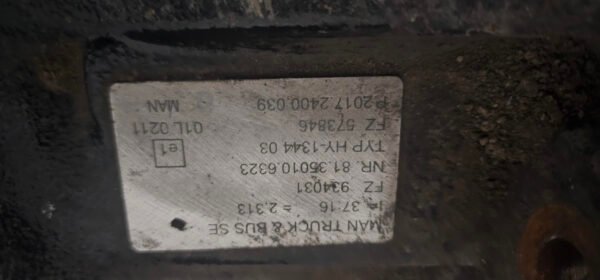 MAN TRUCK & BUS SE
i= 37:16 = 2.313
FZ 934031
NR. 81.35010.6323
TYP HY-1344 03
FZ 573846
P.2017.2400.039
e1
01L 0211
MAN